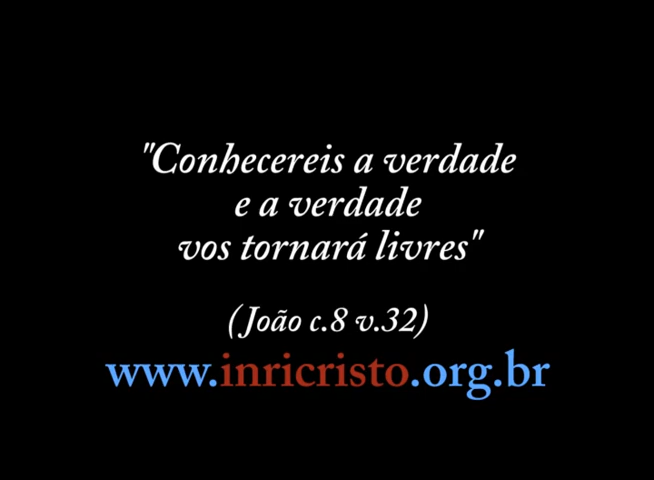 "Conhecereis a verdade
e a verdade
vos tornará livres"
(João c.8 v.32)
www.inricristo.org.br